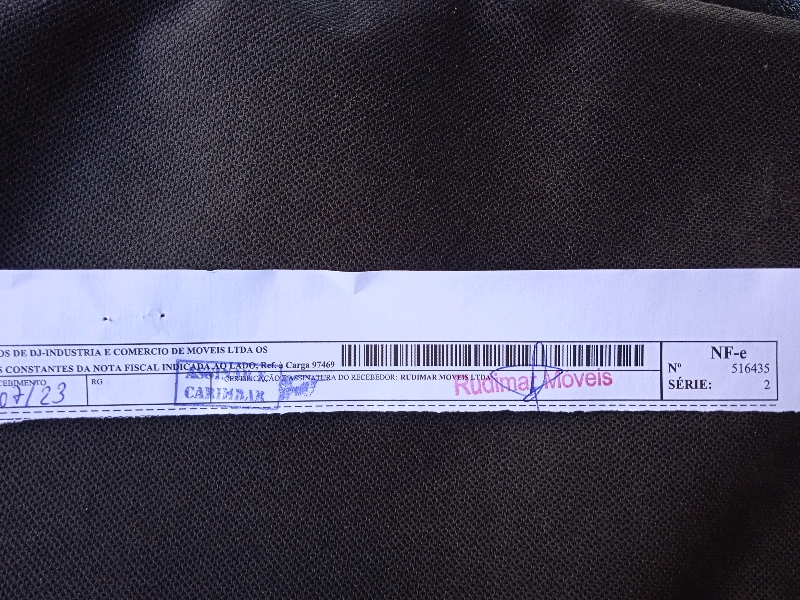 OS DE DJ-INDUSTRIA E COMERCIO DE MOVEIS LTDA OS
CONSTANTES DA NOTA FISCAL INDICADA AO LADO, Ref. à Carga 97469
CEBIMENTO
07/23
RG
ASSINATURA DO RECEBEDOR: RUDIMAR MOVEIS LTDA
CARIMBAR
Rudimar Móveis
NF-e
Nº 516435
SÉRIE: 2